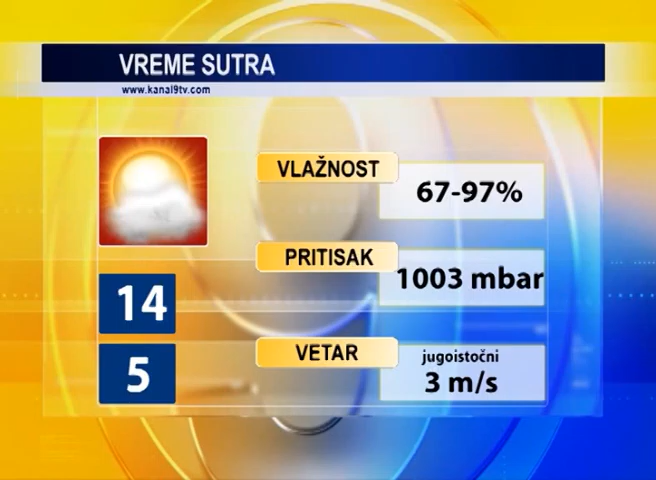 VREME SUTRA
www.kanal9tv.com
VLAŽNOST
67-97%
PRITISAK
1003 mbar
14
VETAR
jugoistočni
3 m/s
5